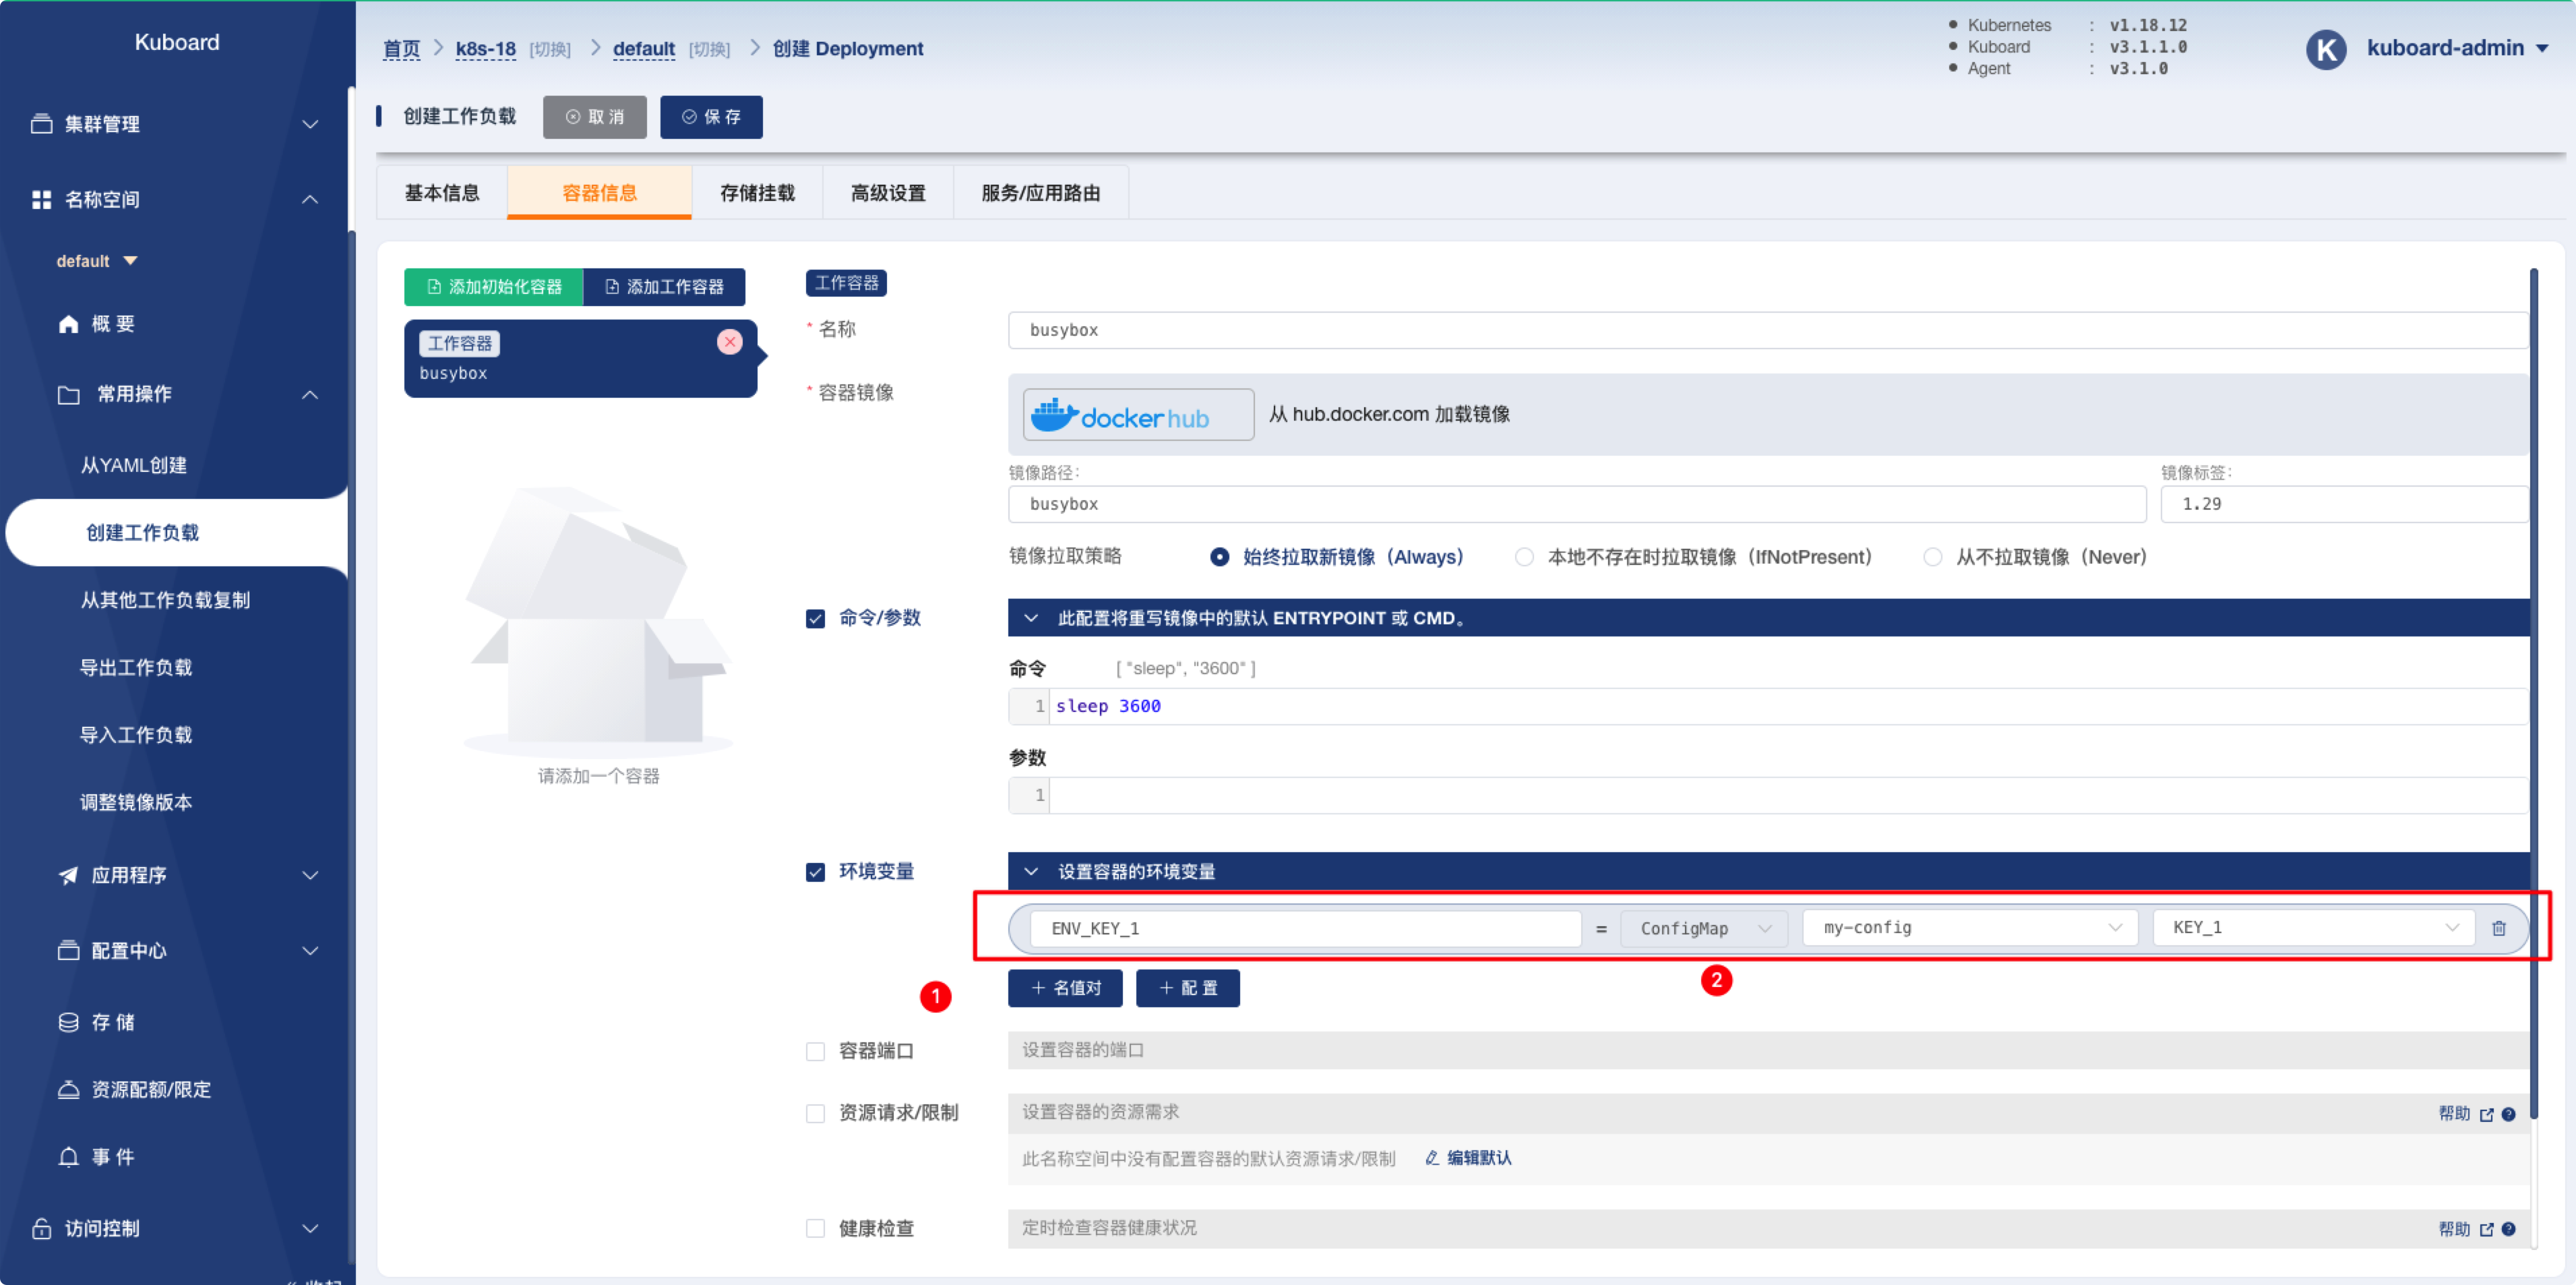 Kuboard
集群管理
名称空间
default
概 要
常用操作
从YAML创建
创建工作负载
从其他工作负载复制
导出工作负载
导入工作负载
调整镜像版本
应用程序
配置中心
存 储
资源配额/限定
事 件
访问控制
首页 > k8s-18 [切换] > default [切换] > 创建 Deployment
Kubernetes : v1.18.12
Kuboard : v3.1.1.0
Agent : v3.1.0
K kuboard-admin
创建工作负载 取 消 保 存
基本信息 容器信息 存储挂载 高级设置 服务/应用路由
添加初始化容器 添加工作容器
工作容器
busybox
请添加一个容器
工作容器
* 名称 busybox
* 容器镜像 dockerhub 从 hub.docker.com 加载镜像
镜像路径: 镜像标签:
busybox 1.29
镜像拉取策略 始终拉取新镜像（Always） 本地不存在时拉取镜像（IfNotPresent） 从不拉取镜像（Never）
命令/参数 此配置将重写镜像中的默认 ENTRYPOINT 或 CMD。
命令 [ "sleep", "3600" ]
1 sleep 3600
参数
1
环境变量 设置容器的环境变量
ENV_KEY_1 = ConfigMap my-config KEY_1
1 + 名值对 + 配 置 2
容器端口 设置容器的端口
资源请求/限制 设置容器的资源需求 帮助
此名称空间中没有配置容器的默认资源请求/限制 编辑默认
健康检查 定时检查容器健康状况 帮助